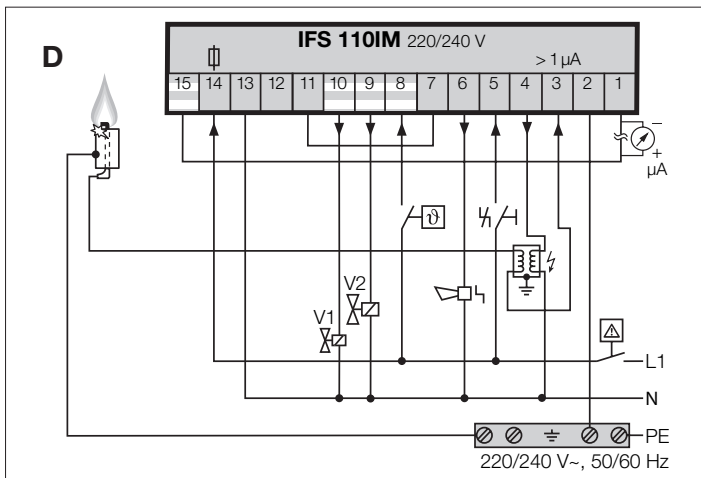 D
IFS 110IM 220/240 V
> 1 µA
15 14 13 12 11 10 9 8 7 6 5 4 3 2 1
–
+
µA
ϑ
V2
V1
L1
N
PE
220/240 V~, 50/60 Hz